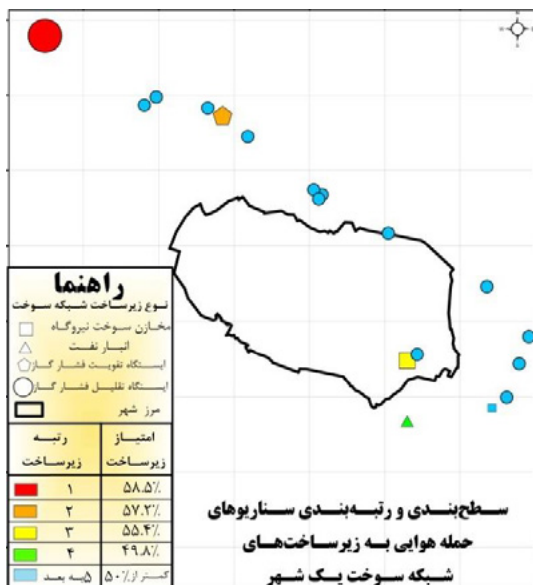 راهنما
نوع زیرساخت شبکه سوخت
مخازن سوخت نیروگاه
انبار نفت
ایستگاه تقویت فشار گاز
ایستگاه تقلیل فشار گاز
مرز شهر
رتبه زیرساخت امتیاز زیرساخت
۱ ۵۸.۵٪
۲ ۵۷.۲٪
۳ ۵۵.۴٪
۴ ۴۹.۸٪
۵ به بعد کمتر از ۵۰٪
سطح‌بندی و رتبه‌بندی سناریوهای
حمله هوایی به زیرساخت‌های
شبکه سوخت یک شهر